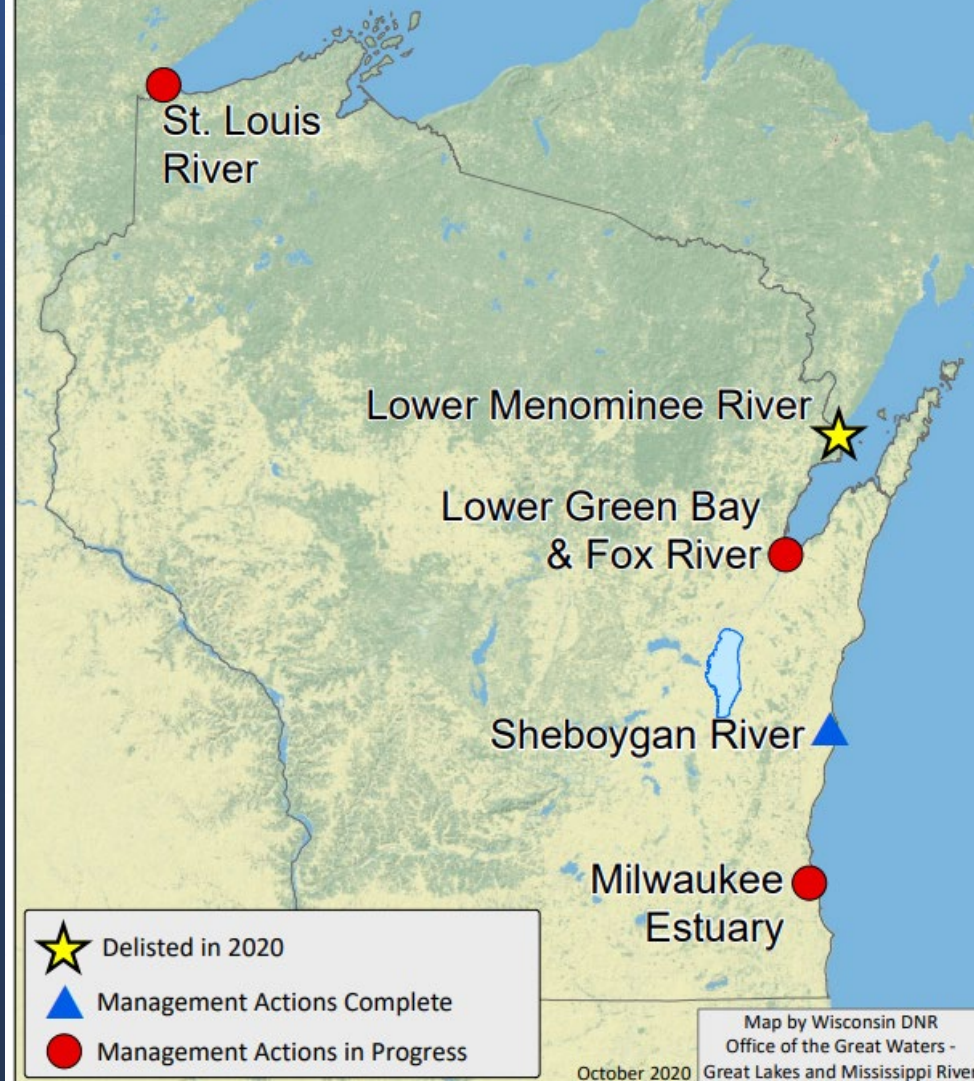 St. Louis
River
Lower Menominee River
Lower Green Bay
& Fox River
Sheboygan River
Milwaukee
Estuary
Delisted in 2020
Management Actions Complete
Management Actions in Progress
October 2020
Map by Wisconsin DNR
Office of the Great Waters -
Great Lakes and Mississippi River